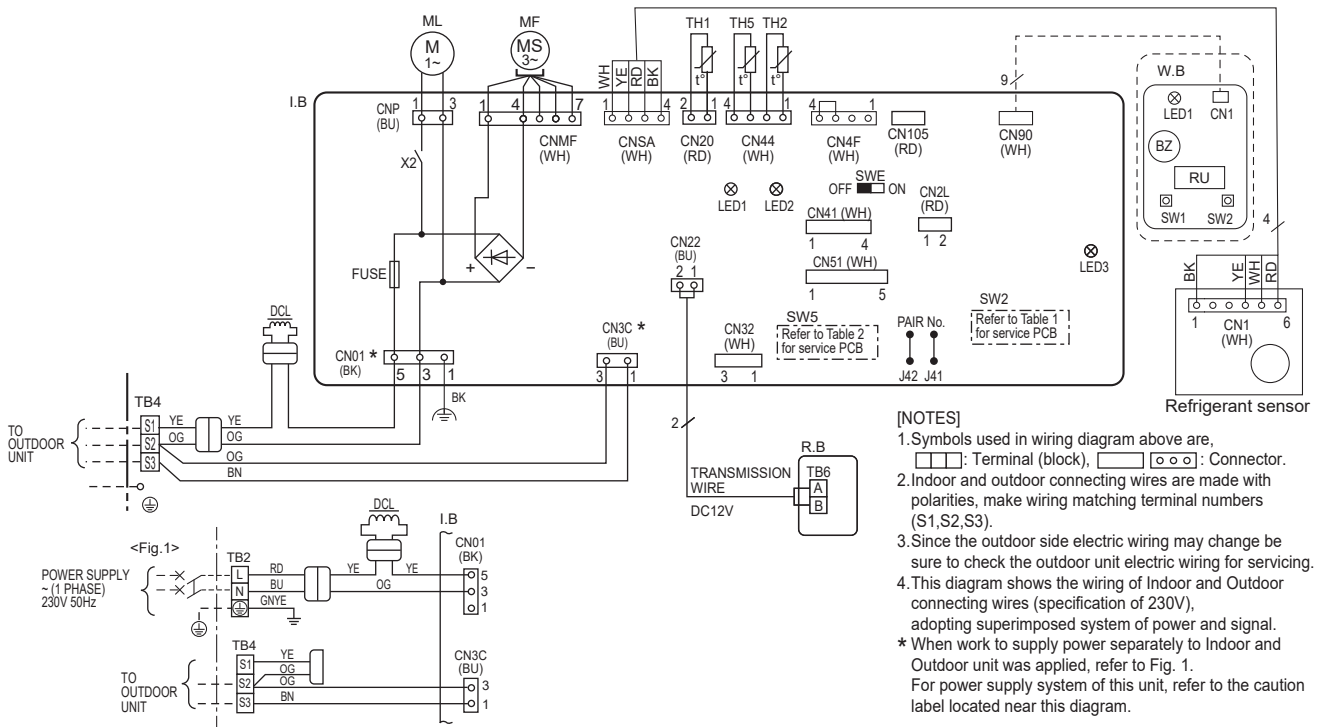 ML
MF
TH1 TH5 TH2
M
1~
MS
3~
WH
YE
RD
BK
t° t° t°
9
W.B
I.B
CNP
(BU)
1 3
1 4 7
1 4
2 1
4 1
4 1
CNMF
(WH)
CNSA
(WH)
CN20
(RD)
CN44
(WH)
CN4F
(WH)
CN105
(RD)
CN90
(WH)
LED1 CN1
BZ
RU
SW1 SW2
4
X2
SWE
OFF ON
LED1 LED2
CN2L
(RD)
1 2
CN41 (WH)
1 4
CN51 (WH)
1 5
CN22
(BU)
2 1
LED3
FUSE
+ −
DCL
CN01 *
(BK)
5 3 1
BK
CN3C *
(BU)
3 1
CN32
(WH)
3 1
SW5
Refer to Table 2
for service PCB
PAIR No.
J42 J41
SW2
Refer to Table 1
for service PCB
BK
YE
WH
RD
1 6
CN1
(WH)
Refrigerant sensor
TB4
TO
OUTDOOR
UNIT
S1 YE YE
S2 OG OG
OG
S3 BN
2
TRANSMISSION
WIRE
DC12V
R.B
TB6
A
B
<Fig.1>
POWER SUPPLY
~ (1 PHASE)
230V 50Hz
TB2
L RD YE YE
N BU OG
GNYE
DCL
I.B
CN01
(BK)
5
3
1
TB4
TO
OUTDOOR
UNIT
S1 YE
S2 OG
OG
S3 BN
CN3C
(BU)
3
1
[NOTES]
1.Symbols used in wiring diagram above are,
: Terminal (block), : Connector.
2.Indoor and outdoor connecting wires are made with
polarities, make wiring matching terminal numbers
(S1,S2,S3).
3.Since the outdoor side electric wiring may change be
sure to check the outdoor unit electric wiring for servicing.
4.This diagram shows the wiring of Indoor and Outdoor
connecting wires (specification of 230V),
adopting superimposed system of power and signal.
* When work to supply power separately to Indoor and
Outdoor unit was applied, refer to Fig. 1.
For power supply system of this unit, refer to the caution
label located near this diagram.